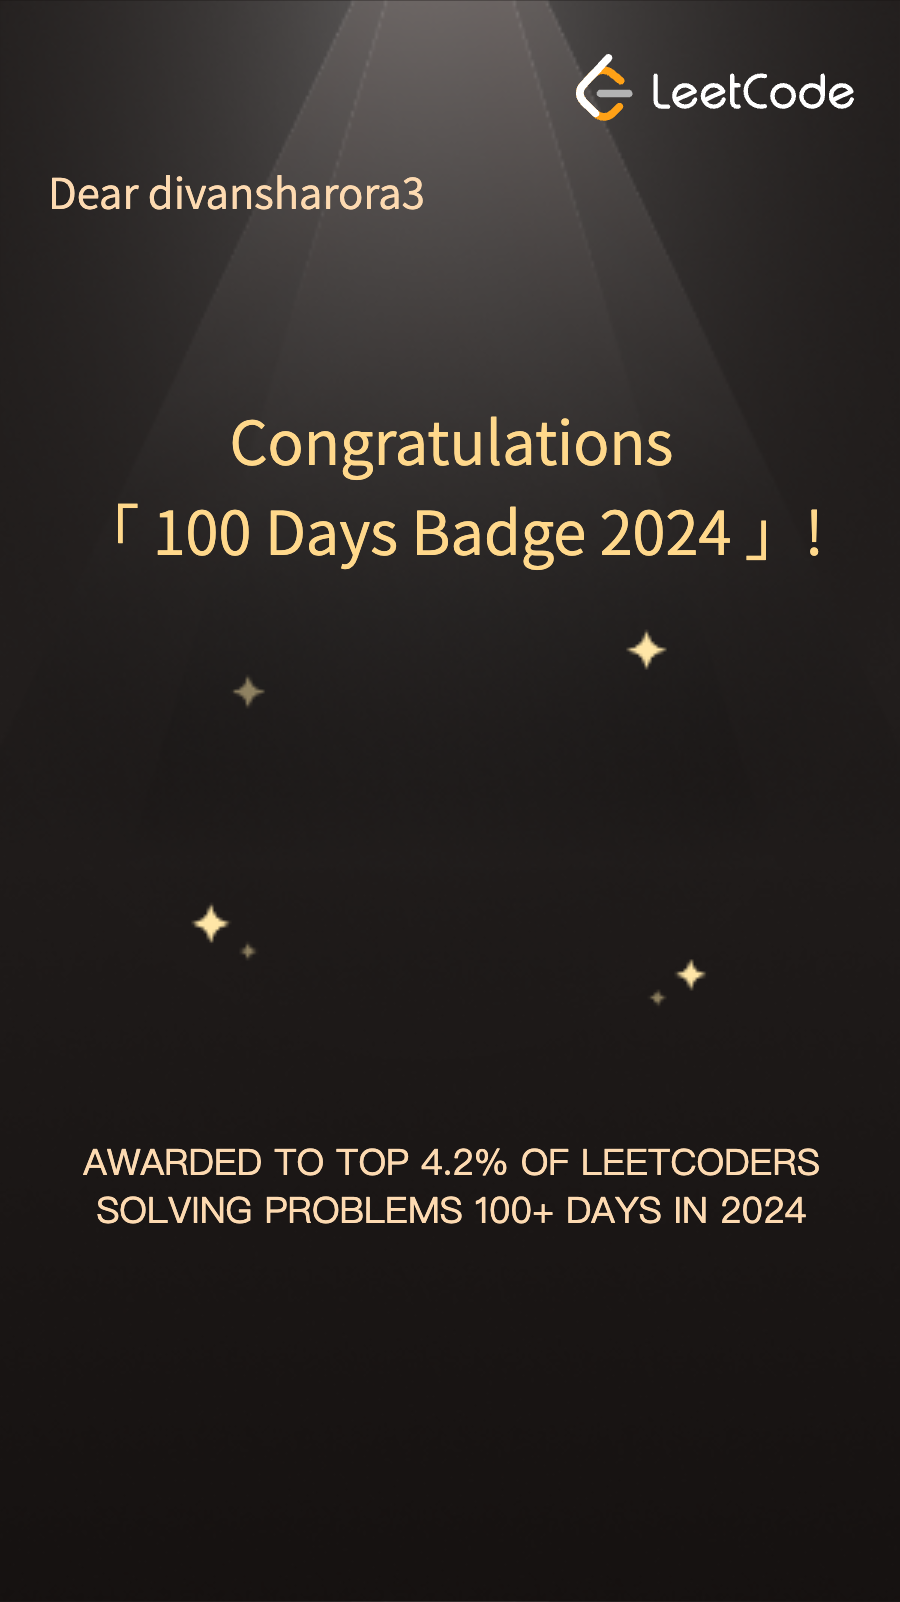 LeetCode
Dear divansharora3
Congratulations
「 100 Days Badge 2024 」 !
AWARDED TO TOP 4.2% OF LEETCODERS
SOLVING PROBLEMS 100+ DAYS IN 2024